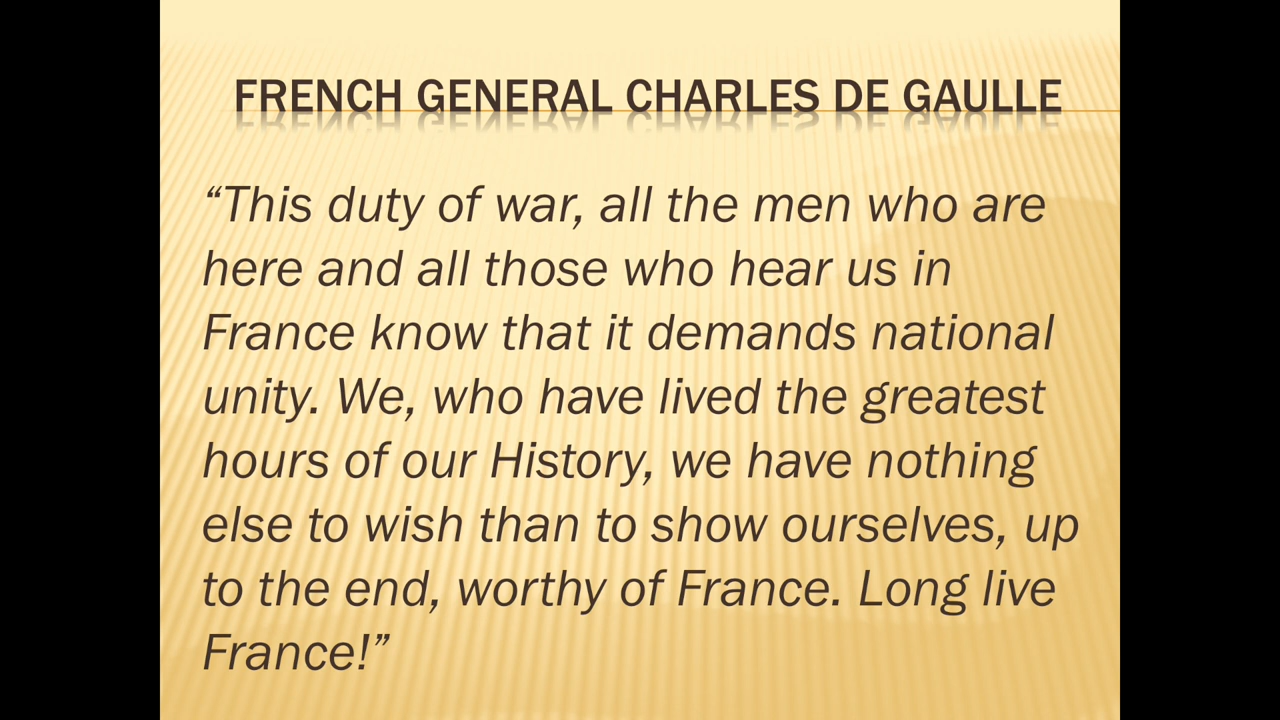 FRENCH GENERAL CHARLES DE GAULLE
“This duty of war, all the men who are
here and all those who hear us in
France know that it demands national
unity. We, who have lived the greatest
hours of our History, we have nothing
else to wish than to show ourselves, up
to the end, worthy of France. Long live
France!”